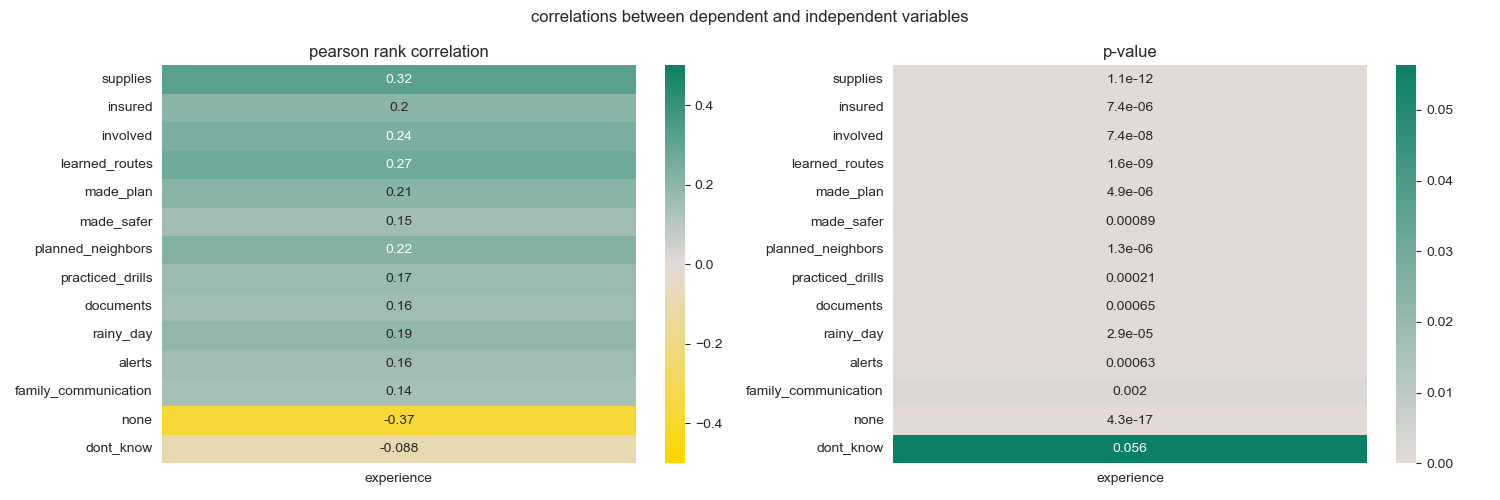 correlations between dependent and independent variables
pearson rank correlation
supplies 0.32
insured 0.2
involved 0.24
learned_routes 0.27
made_plan 0.21
made_safer 0.15
planned_neighbors 0.22
practiced_drills 0.17
documents 0.16
rainy_day 0.19
alerts 0.16
family_communication 0.14
none -0.37
dont_know -0.088
experience
0.4
0.2
0.0
−0.2
−0.4
p-value
supplies 1.1e-12
insured 7.4e-06
involved 7.4e-08
learned_routes 1.6e-09
made_plan 4.9e-06
made_safer 0.00089
planned_neighbors 1.3e-06
practiced_drills 0.00021
documents 0.00065
rainy_day 2.9e-05
alerts 0.00063
family_communication 0.002
none 4.3e-17
dont_know 0.056
experience
0.05
0.04
0.03
0.02
0.01
0.00